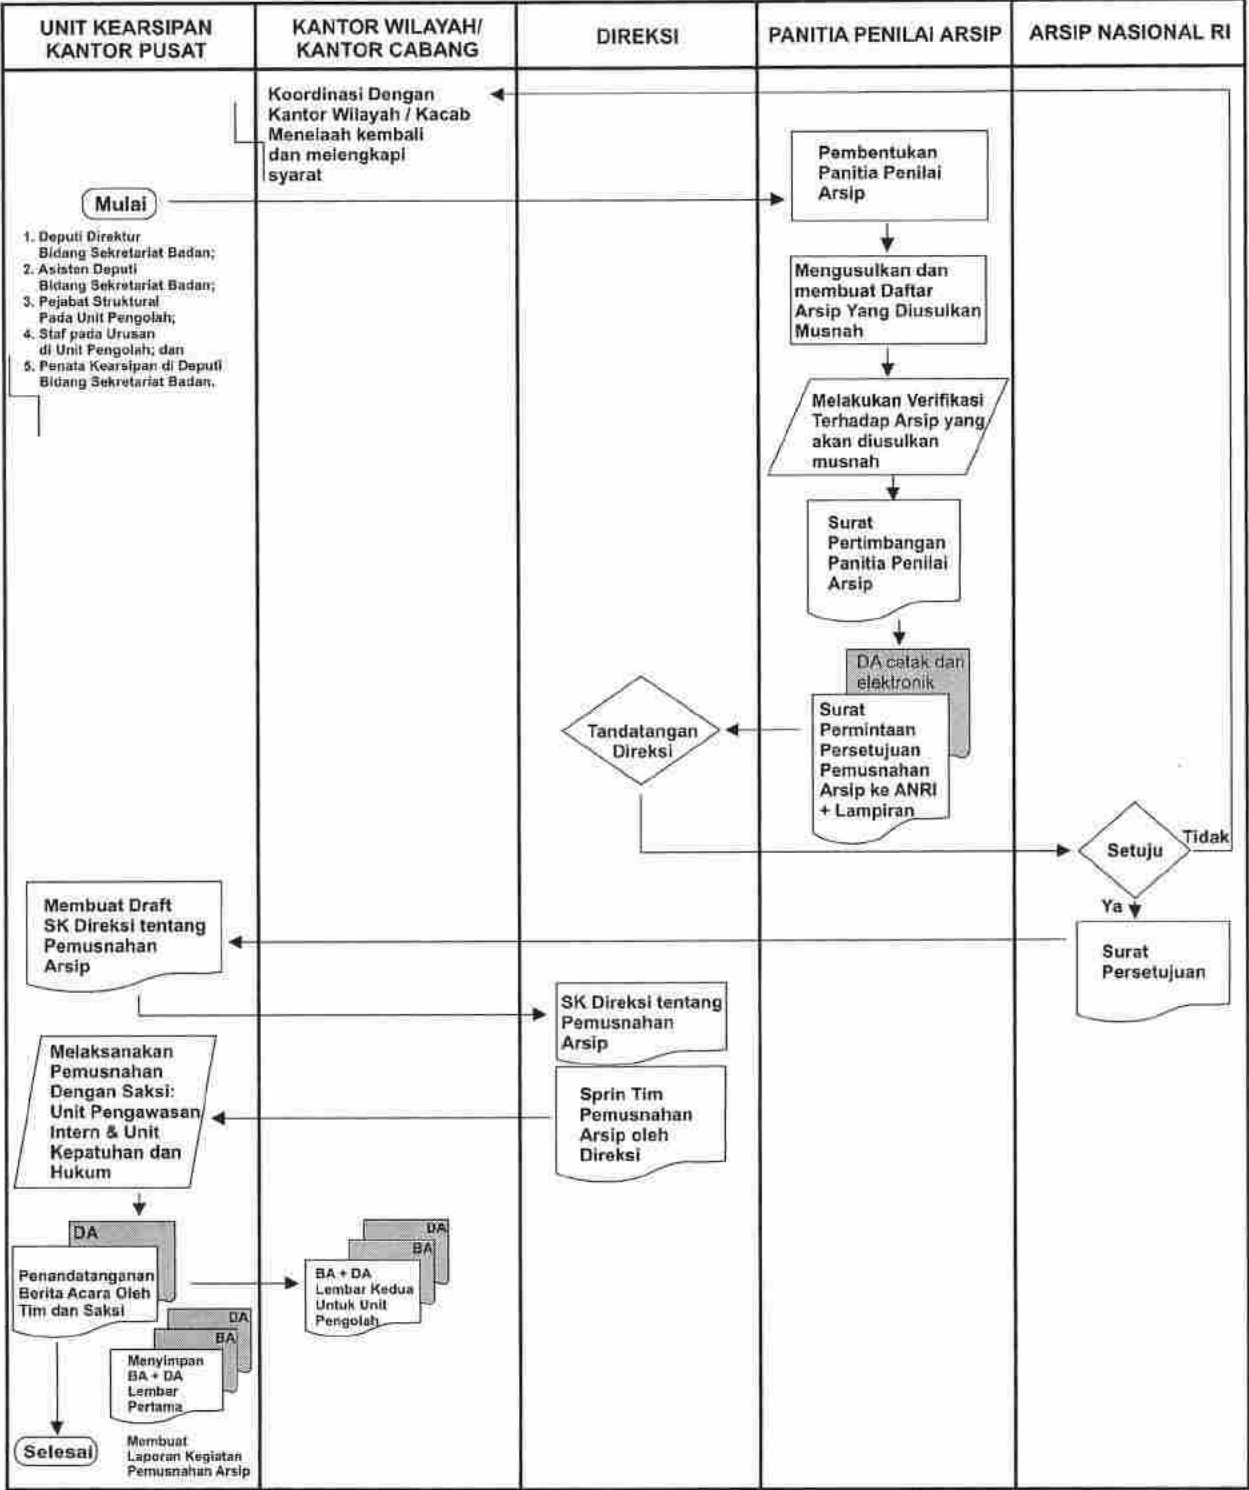 UNIT KEARSIPAN
KANTOR PUSAT
KANTOR WILAYAH/
KANTOR CABANG
DIREKSI
PANITIA PENILAI ARSIP
ARSIP NASIONAL RI
Koordinasi Dengan
Kantor Wilayah / Kacab
Menelaah kembali
dan melengkapi
syarat
Mulai
1. Deputi Direktur
Bidang Sekretariat Badan;
2. Asisten Deputi
Bidang Sekretariat Badan;
3. Pejabat Struktural
Pada Unit Pengolah;
4. Staf pada Urusan
di Unit Pengolah; dan
5. Penata Kearsipan di Deputi
Bidang Sekretariat Badan.
Pembentukan
Panitia Penilai
Arsip
Mengusulkan dan
membuat Daftar
Arsip Yang Diusulkan
Musnah
Melakukan Verifikasi
Terhadap Arsip yang
akan diusulkan
musnah
Surat
Pertimbangan
Panitia Penilai
Arsip
DA cetak dan
elektronik
Surat
Permintaan
Persetujuan
Pemusnahan
Arsip ke ANRI
+ Lampiran
Tandatangan
Direksi
Setuju
Tidak
Ya
Surat
Persetujuan
Membuat Draft
SK Direksi tentang
Pemusnahan
Arsip
SK Direksi tentang
Pemusnahan
Arsip
Sprin Tim
Pemusnahan
Arsip oleh
Direksi
Melaksanakan
Pemusnahan
Dengan Saksi:
Unit Pengawasan
Intern & Unit
Kepatuhan dan
Hukum
DA
Penandatanganan
Berita Acara Oleh
Tim dan Saksi
DA
BA
BA + DA
Lembar Kedua
Untuk Unit
Pengolah
DA
BA
Menyimpan
BA + DA
Lembar
Pertama
Selesai
Membuat
Laporan Kegiatan
Pemusnahan Arsip